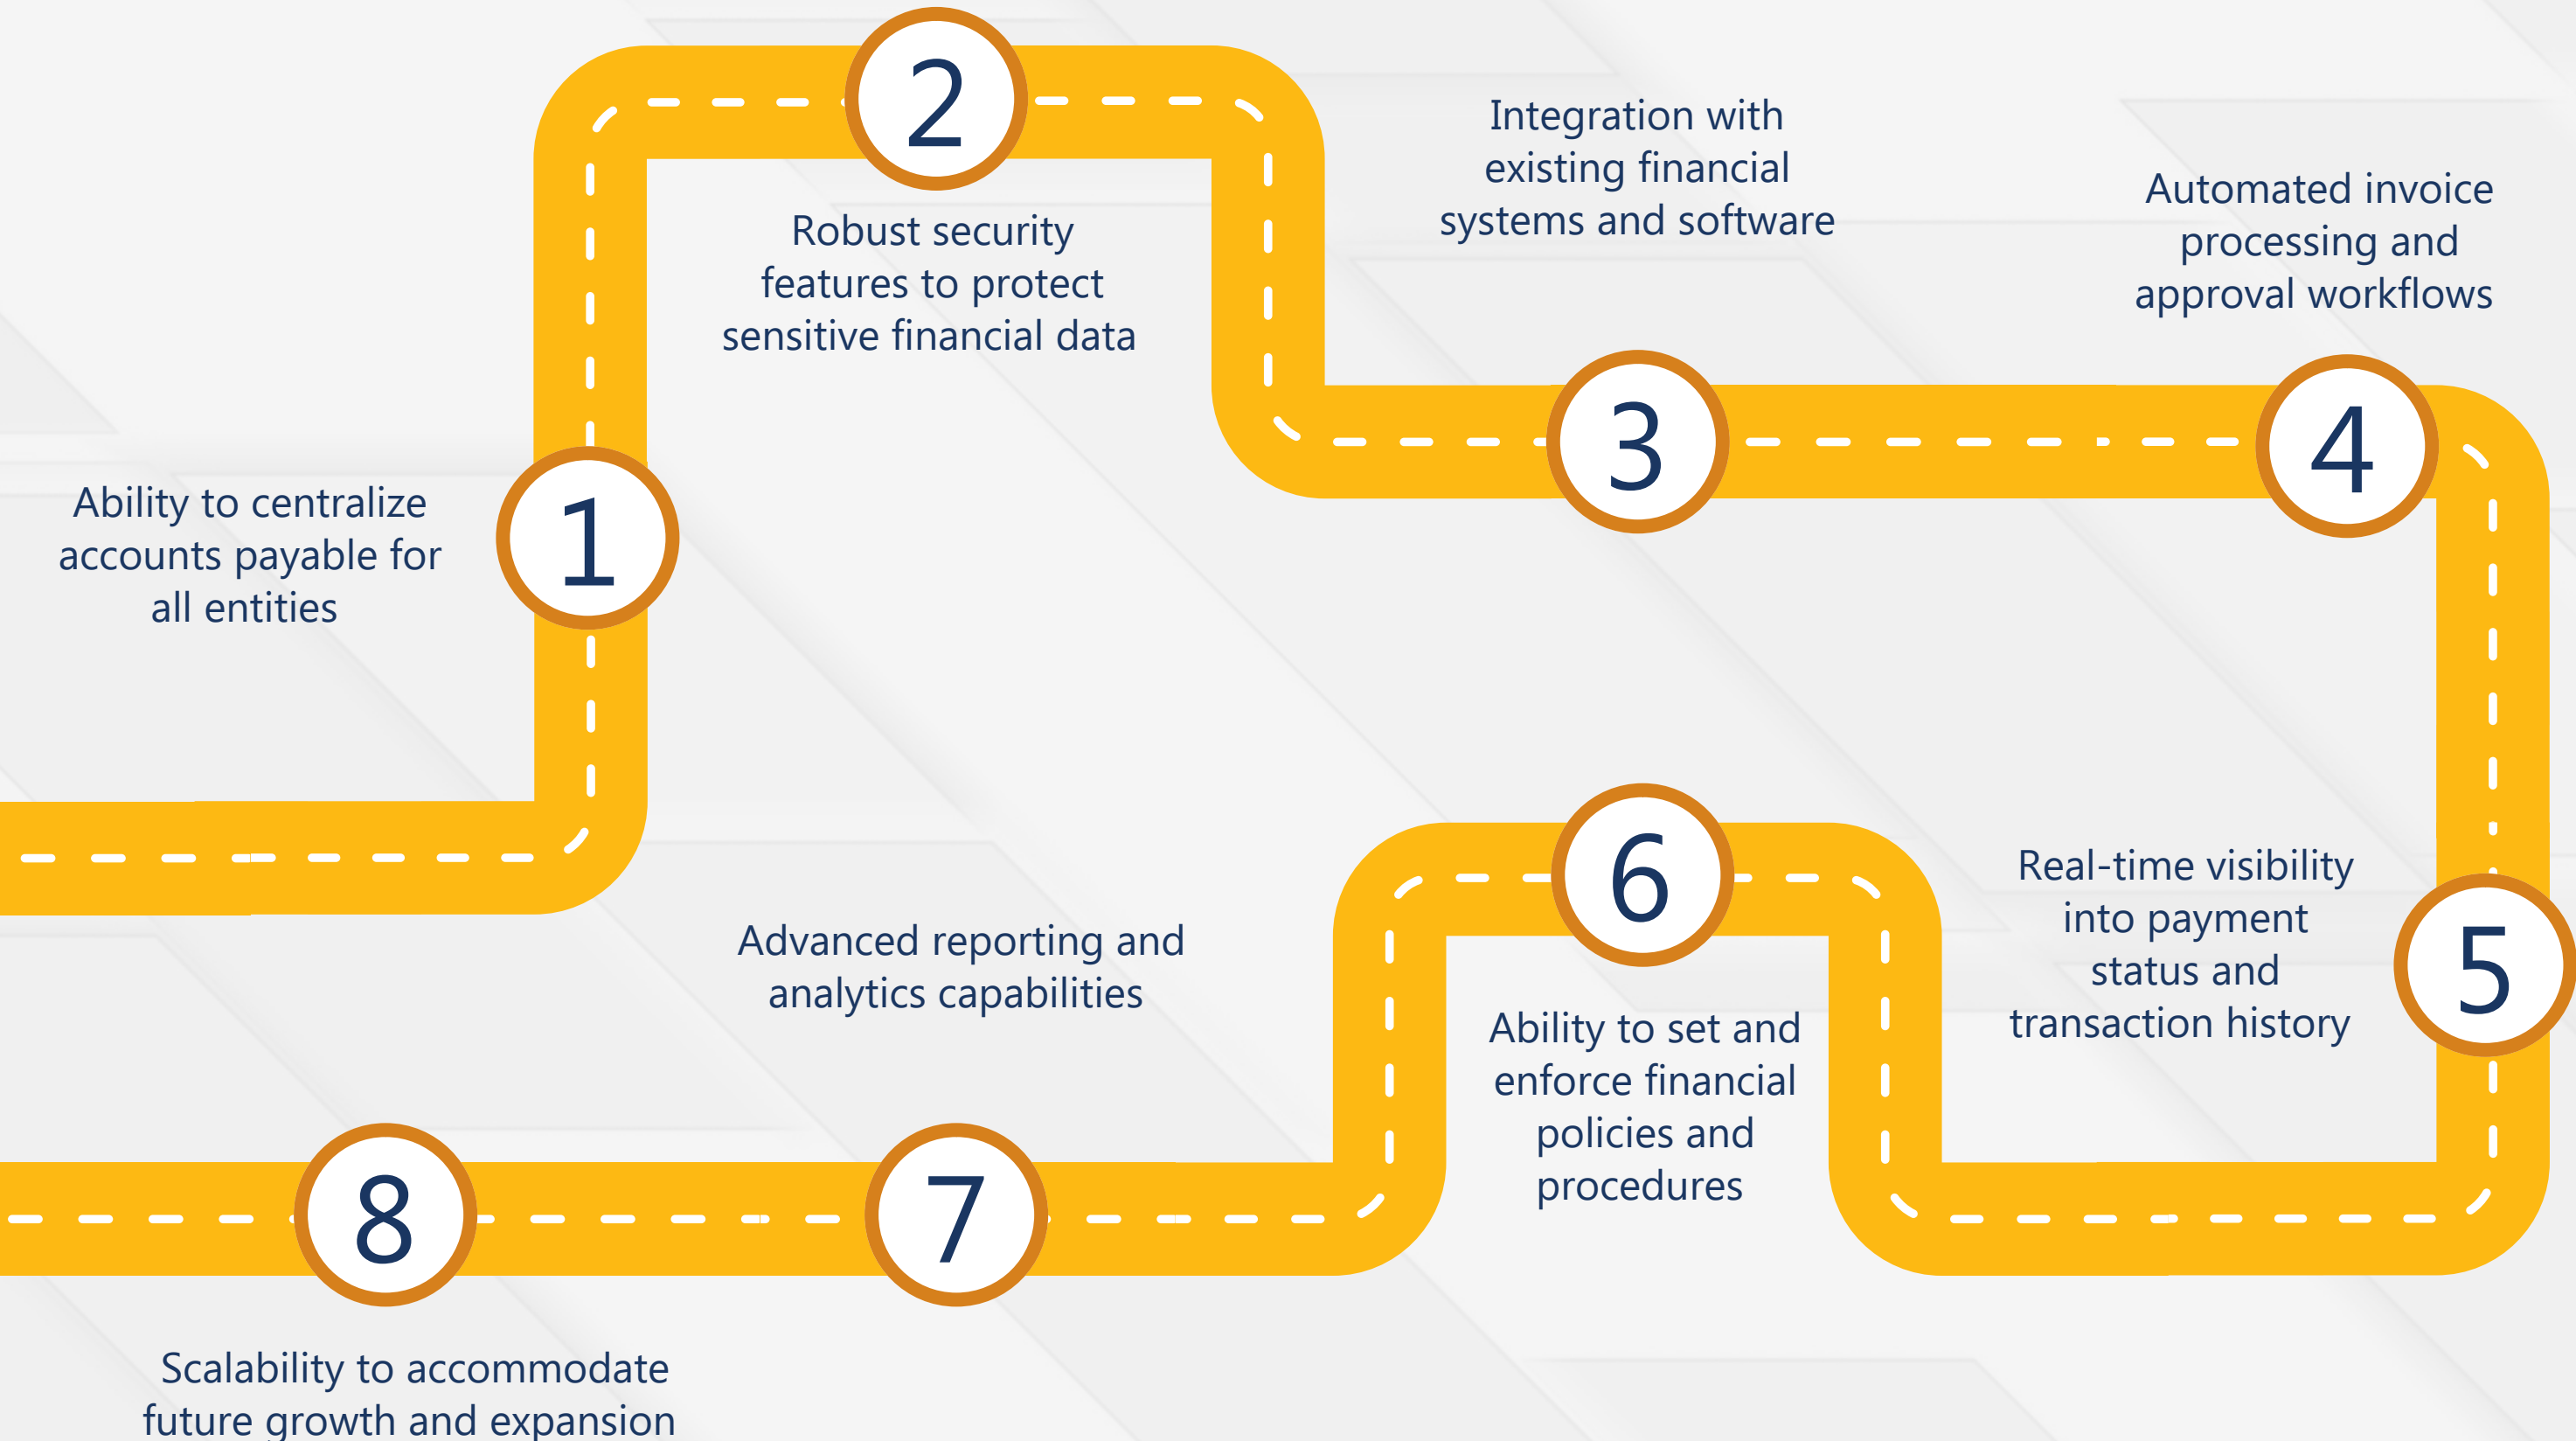 1
Ability to centralize
accounts payable for
all entities
2
Robust security
features to protect
sensitive financial data
3
Integration with
existing financial
systems and software
4
Automated invoice
processing and
approval workflows
5
Real-time visibility
into payment
status and
transaction history
6
Ability to set and
enforce financial
policies and
procedures
7
Advanced reporting and
analytics capabilities
8
Scalability to accommodate
future growth and expansion